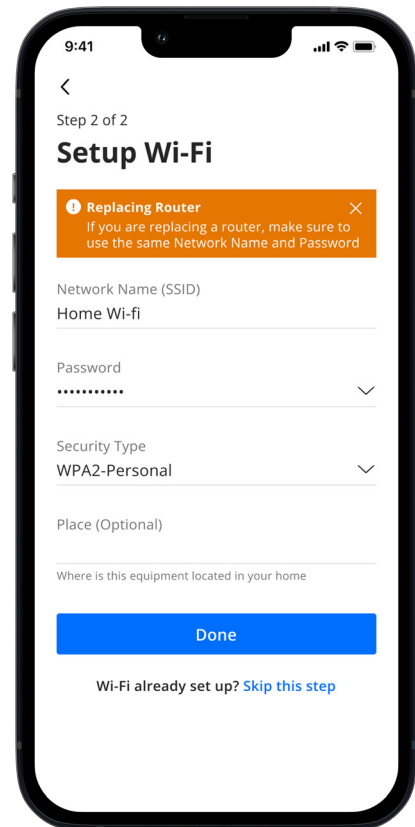 9:41
Step 2 of 2
Setup Wi-Fi
Replacing Router
If you are replacing a router, make sure to
use the same Network Name and Password
Network Name (SSID)
Home Wi-fi
Password
•••••••••••
Security Type
WPA2-Personal
Place (Optional)
Where is this equipment located in your home
Done
Wi-Fi already set up? Skip this step